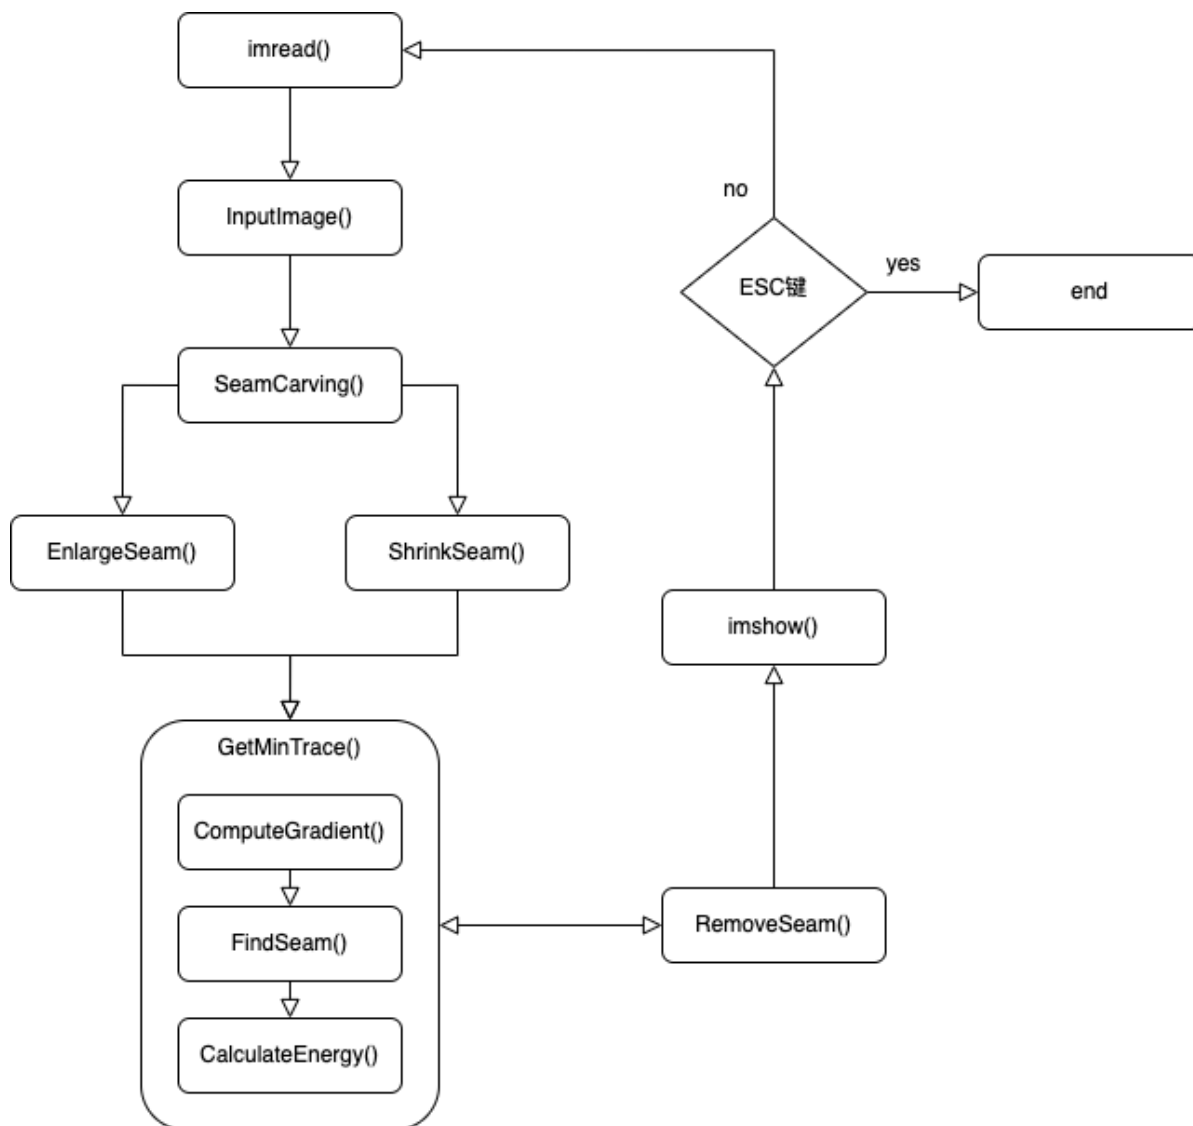 imread()
InputImage()
SeamCarving()
EnlargeSeam()
ShrinkSeam()
GetMinTrace()
ComputeGradient()
FindSeam()
CalculateEnergy()
RemoveSeam()
imshow()
ESC键
no
yes
end